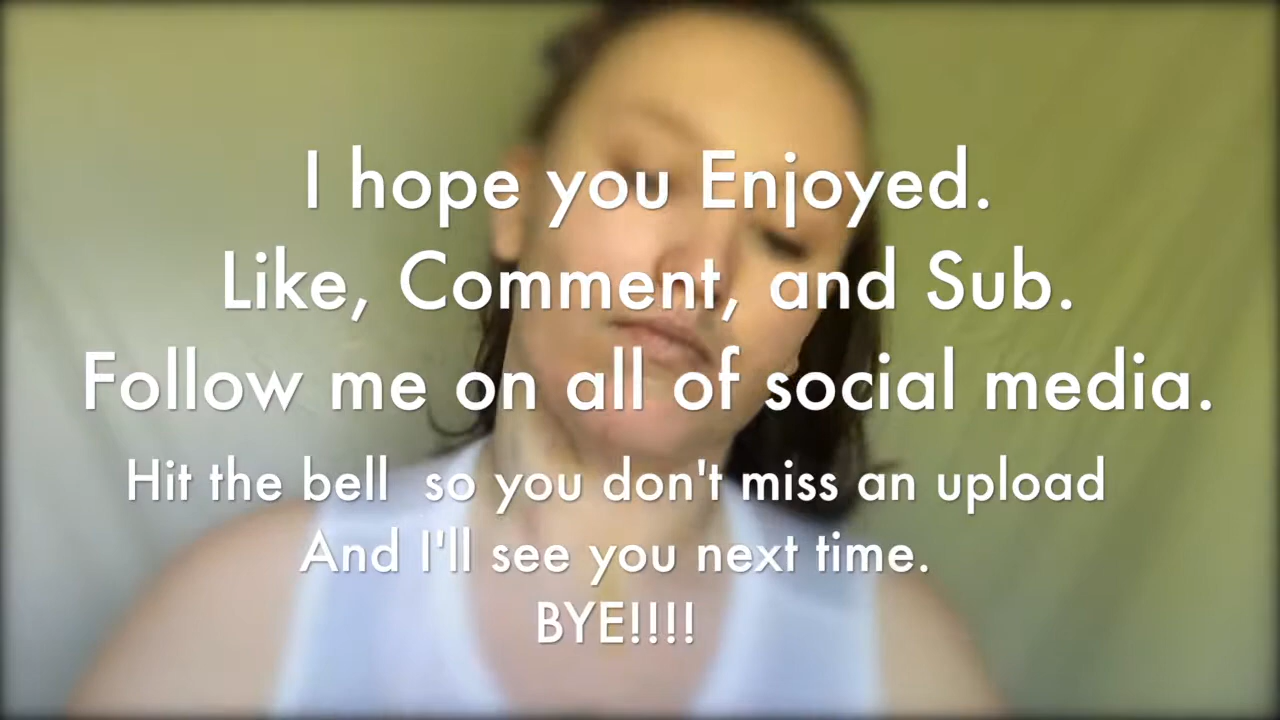 I hope you Enjoyed.
Like, Comment, and Sub.
Follow me on all of social media.
Hit the bell  so you don't miss an upload
And I'll see you next time.
BYE!!!!